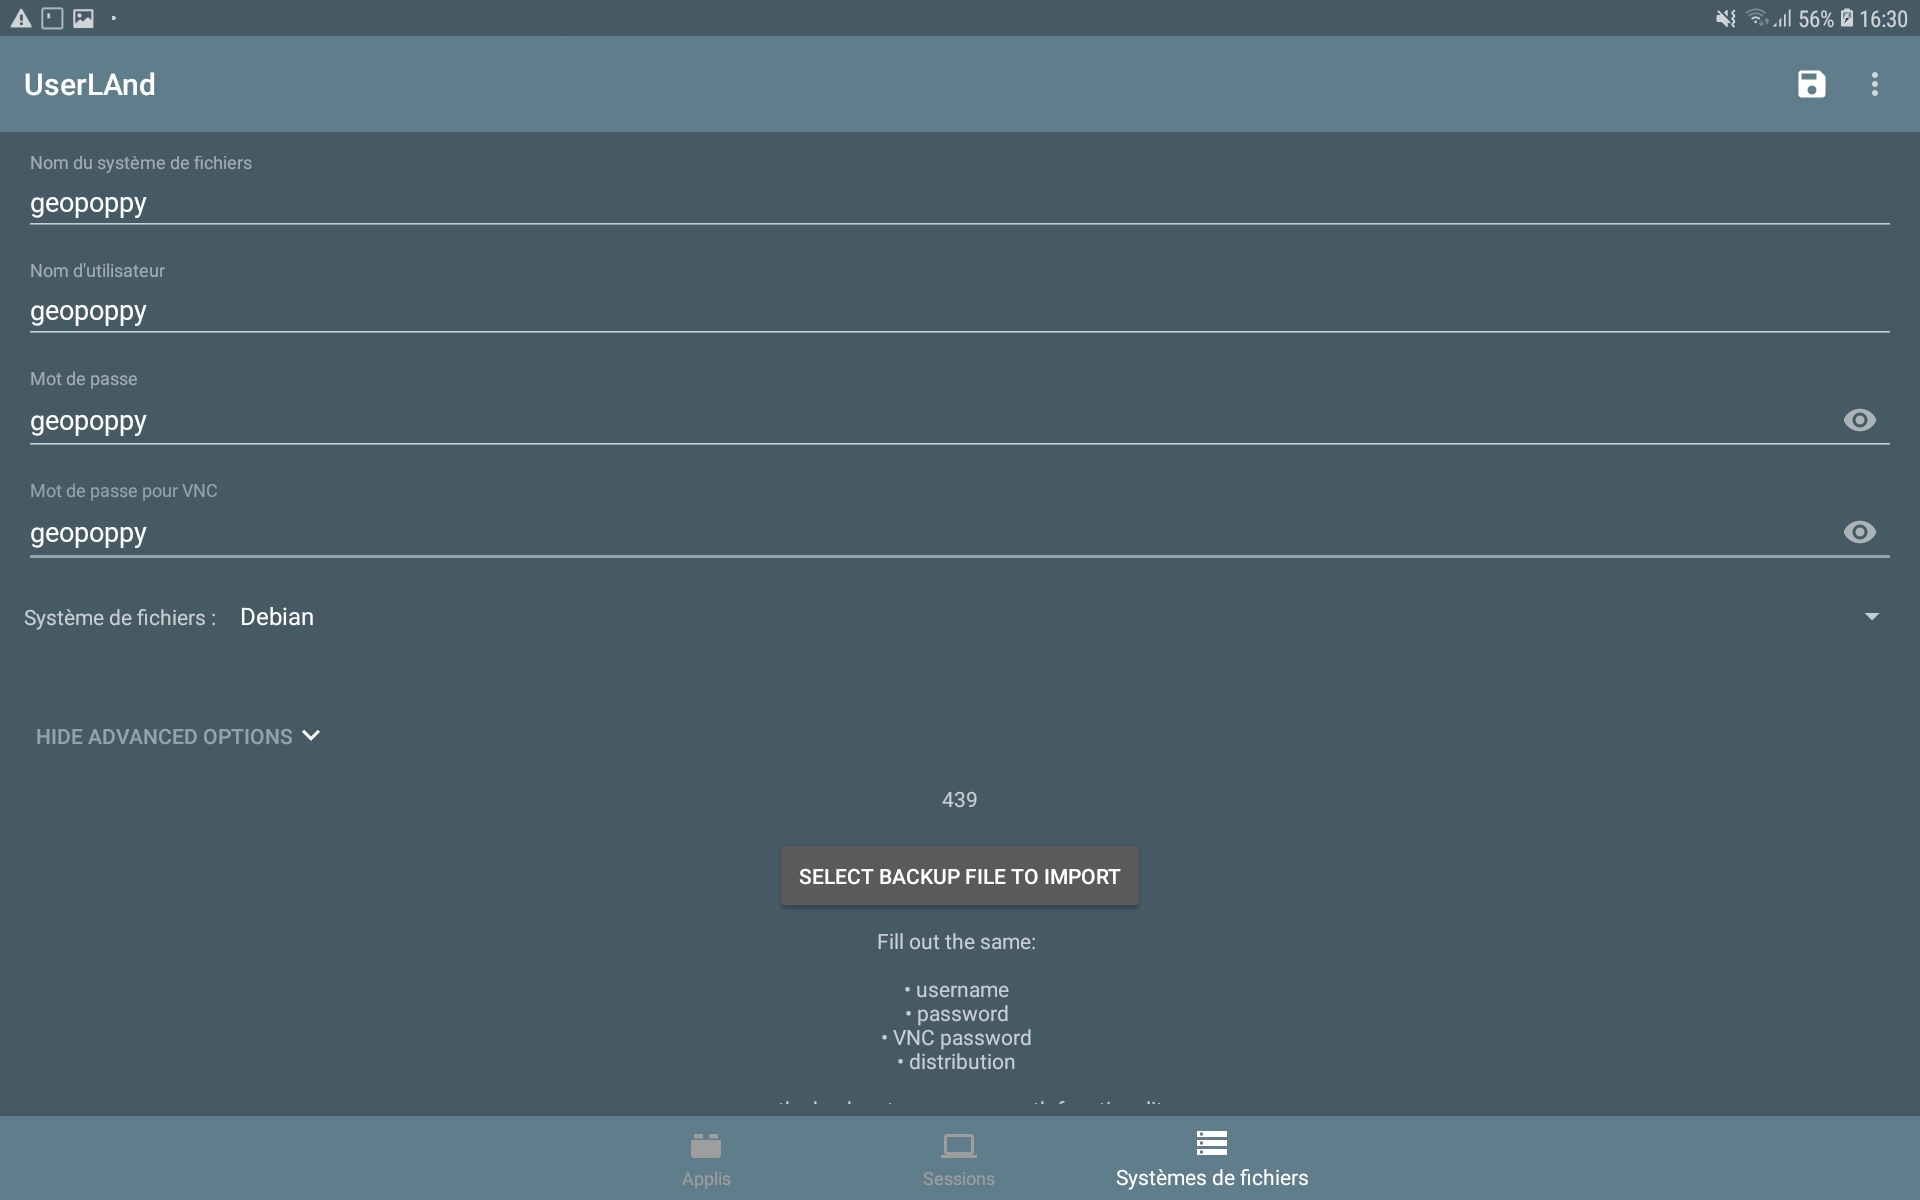 56% 16:30
UserLAnd
Nom du système de fichiers
geopoppy
Nom d'utilisateur
geopoppy
Mot de passe
geopoppy
Mot de passe pour VNC
geopoppy
Système de fichiers : Debian
HIDE ADVANCED OPTIONS
439
SELECT BACKUP FILE TO IMPORT
Fill out the same:
• username
• password
• VNC password
• distribution
Applis
Sessions
Systèmes de fichiers